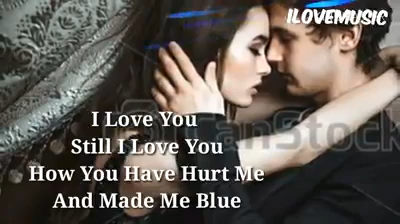 ILOVEMUSIC
I Love You
Still I Love You
How You Have Hurt Me
And Made Me Blue